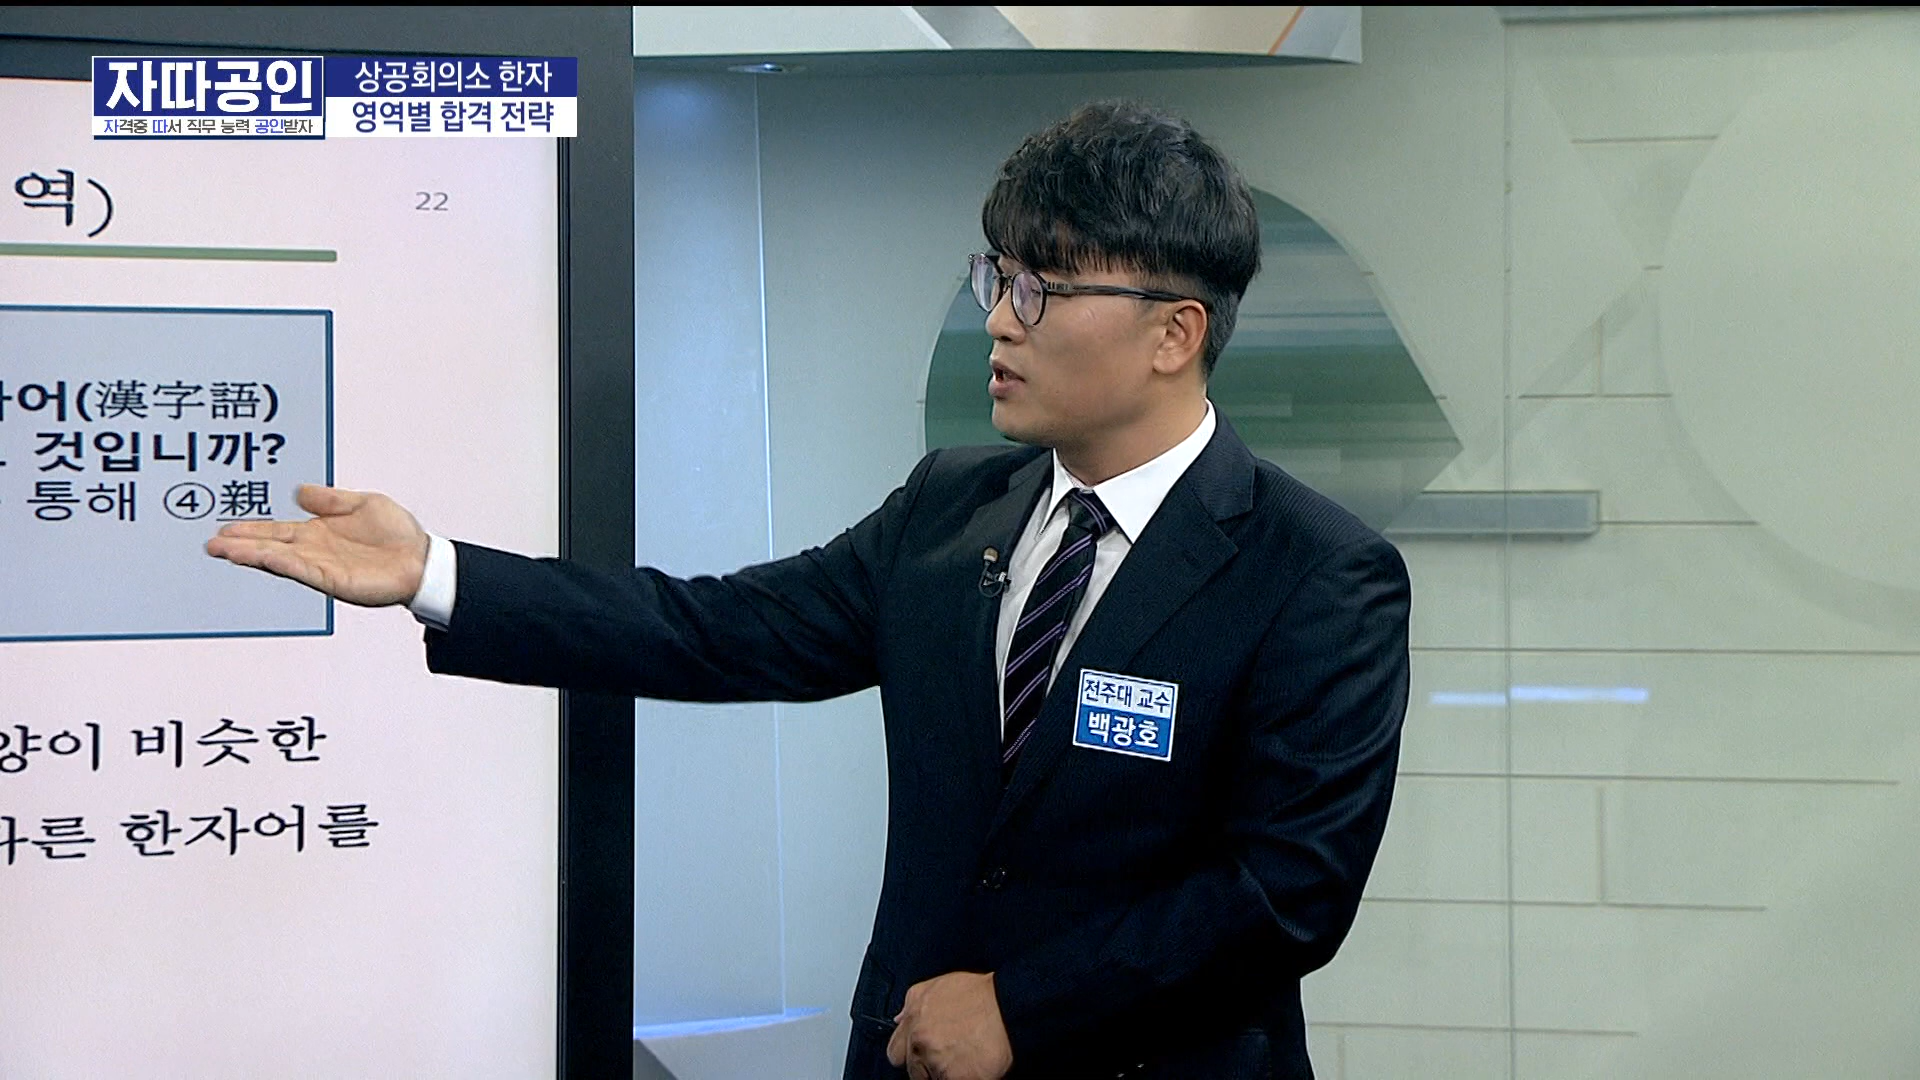 자따공인
자격증 따서 직무 능력 공인받자
상공회의소 한자
영역별 합격 전략
역)
22
어(漢字語)
것입니까?
통해 ④親
양이 비슷한
다른 한자어를
전주대 교수
백광호